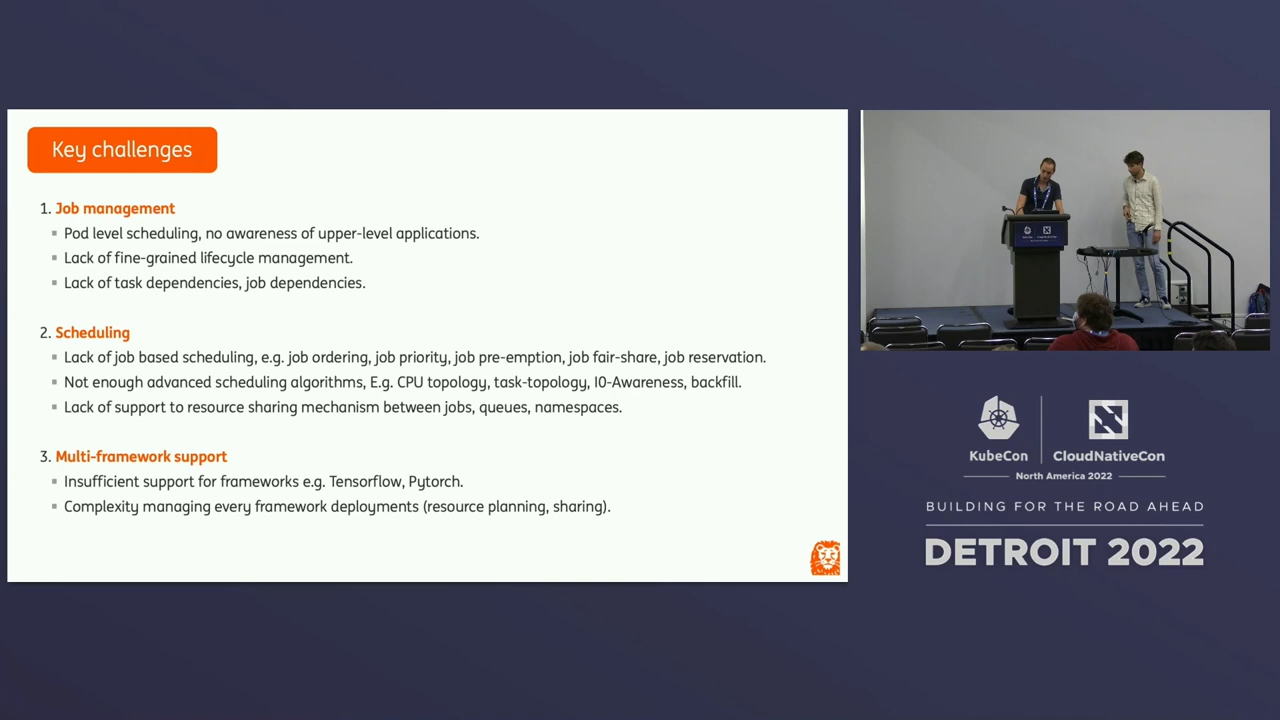 Key challenges
1. Job management
Pod level scheduling, no awareness of upper-level applications.
Lack of fine-grained lifecycle management.
Lack of task dependencies, job dependencies.
2. Scheduling
Lack of job based scheduling, e.g. job ordering, job priority, job pre-emption, job fair-share, job reservation.
Not enough advanced scheduling algorithms, E.g. CPU topology, task-topology, IO-Awareness, backfill.
Lack of support to resource sharing mechanism between jobs, queues, namespaces.
3. Multi-framework support
Insufficient support for frameworks e.g. Tensorflow, Pytorch.
Complexity managing every framework deployments (resource planning, sharing).
KubeCon
CloudNativeCon
North America 2022
BUILDING FOR THE ROAD AHEAD
DETROIT 2022